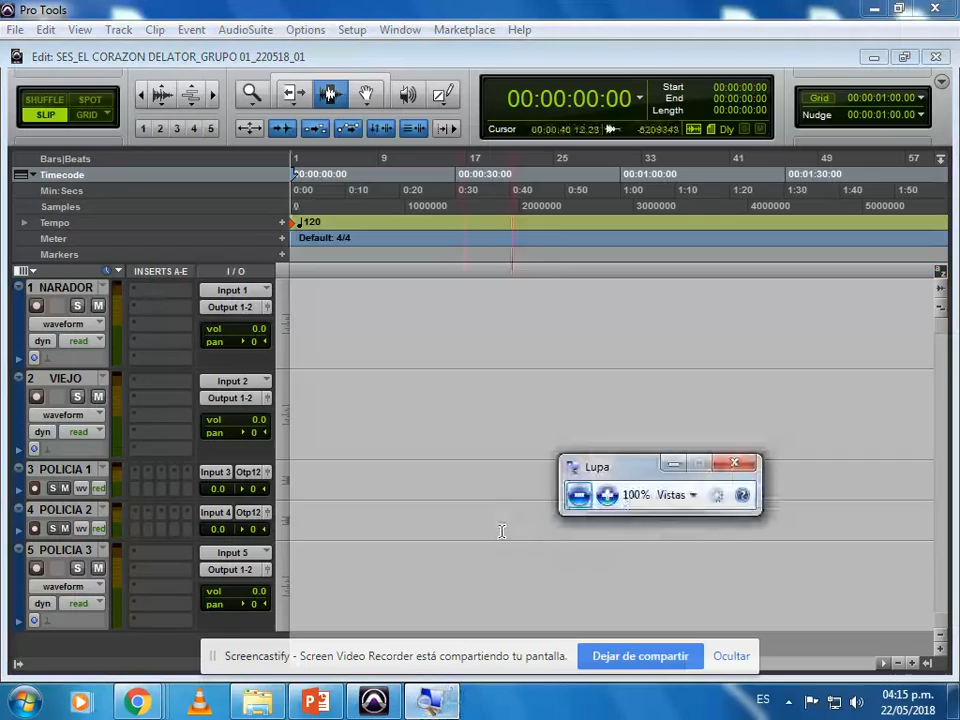 Pro Tools
File Edit View Track Clip Event AudioSuite Options Setup Window Marketplace Help
Edit: SES_EL CORAZON DELATOR_GRUPO 01_220518_01
SHUFFLE SPOT
SLIP GRID
1 2 3 4 5
00:00:00:00
Start 00:00:00:00
End 00:00:00:00
Length 00:00:00:00
Cursor 00:00:40:12.23 -8209343 Dly
Grid 00:00:01:00.00
Nudge 00:00:01:00.00
Bars|Beats 1 9 17 25 33 41 49 57
Timecode 00:00:00:00 00:00:30:00 00:01:00:00 00:01:30:00
Min:Secs 0:00 0:10 0:20 0:30 0:40 0:50 1:00 1:10 1:20 1:30 1:40 1:50
Samples 0 1000000 2000000 3000000 4000000 5000000
Tempo 120
Meter Default: 4/4
Markers
INSERTS A-E I / O
1 NARADOR Input 1
S M Output 1-2
waveform vol 0.0
dyn read pan 0
2 VIEJO Input 2
S M Output 1-2
waveform vol 0.0
dyn read pan 0
3 POLICIA 1 Input 3 Otp12
S M wv red 0.0 0
4 POLICIA 2 Input 4 Otp12
S M wv red 0.0 0
5 POLICIA 3 Input 5
S M Output 1-2
waveform vol 0.0
dyn read pan 0
Lupa
100% Vistas
Screencastify - Screen Video Recorder está compartiendo tu pantalla. Dejar de compartir Ocultar
ES 04:15 p.m.
22/05/2018